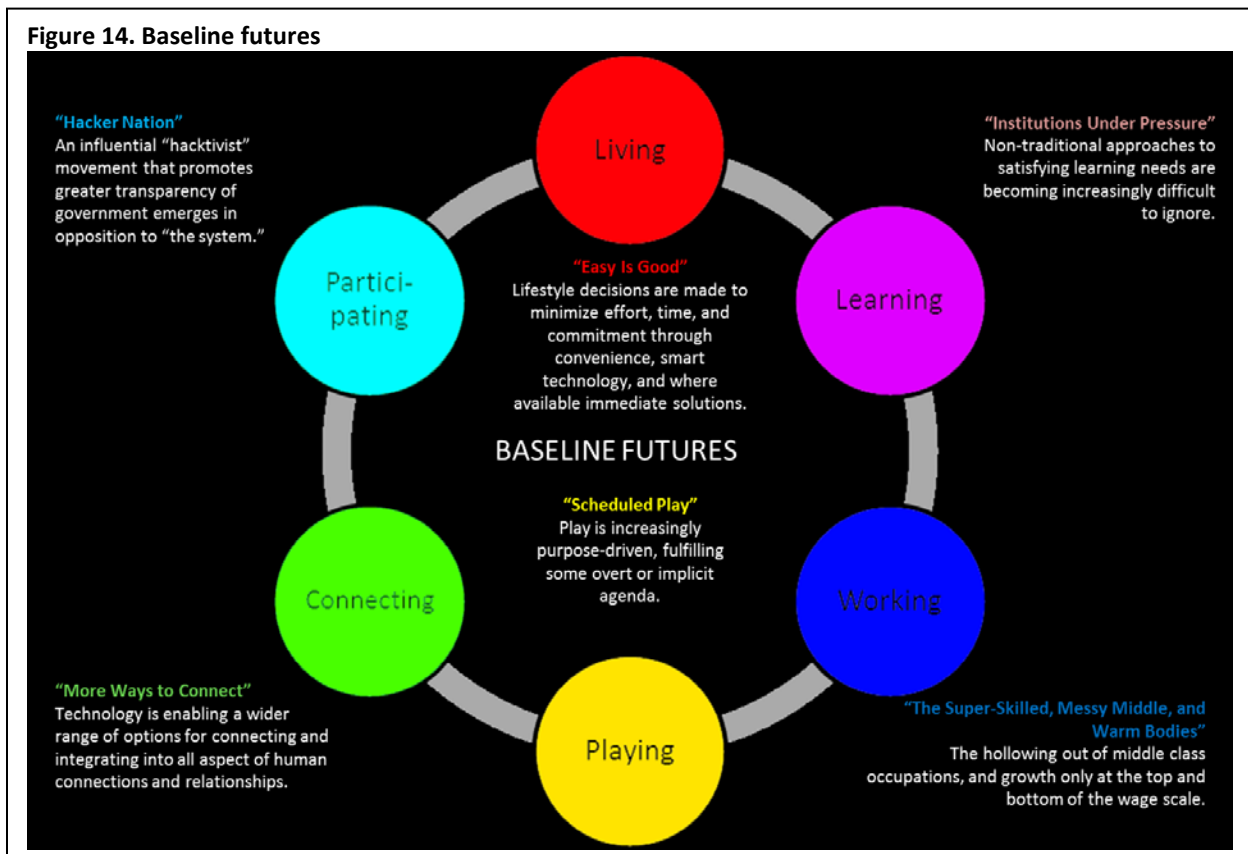 Figure 14. Baseline futures
“Hacker Nation”
An influential “hacktivist”
movement that promotes
greater transparency of
government emerges in
opposition to “the system.”
Living
“Institutions Under Pressure”
Non-traditional approaches to
satisfying learning needs are
becoming increasingly difficult
to ignore.
Partici-
pating
“Easy Is Good”
Lifestyle decisions are made to
minimize effort, time, and
commitment through
convenience, smart
technology, and where
available immediate solutions.
Learning
BASELINE FUTURES
“Scheduled Play”
Play is increasingly
purpose-driven, fulfilling
some overt or implicit
agenda.
Connecting
Working
“More Ways to Connect”
Technology is enabling a wider
range of options for connecting and
integrating into all aspect of human
connections and relationships.
Playing
“The Super-Skilled, Messy Middle, and
Warm Bodies”
The hollowing out of middle class
occupations, and growth only at the top and
bottom of the wage scale.